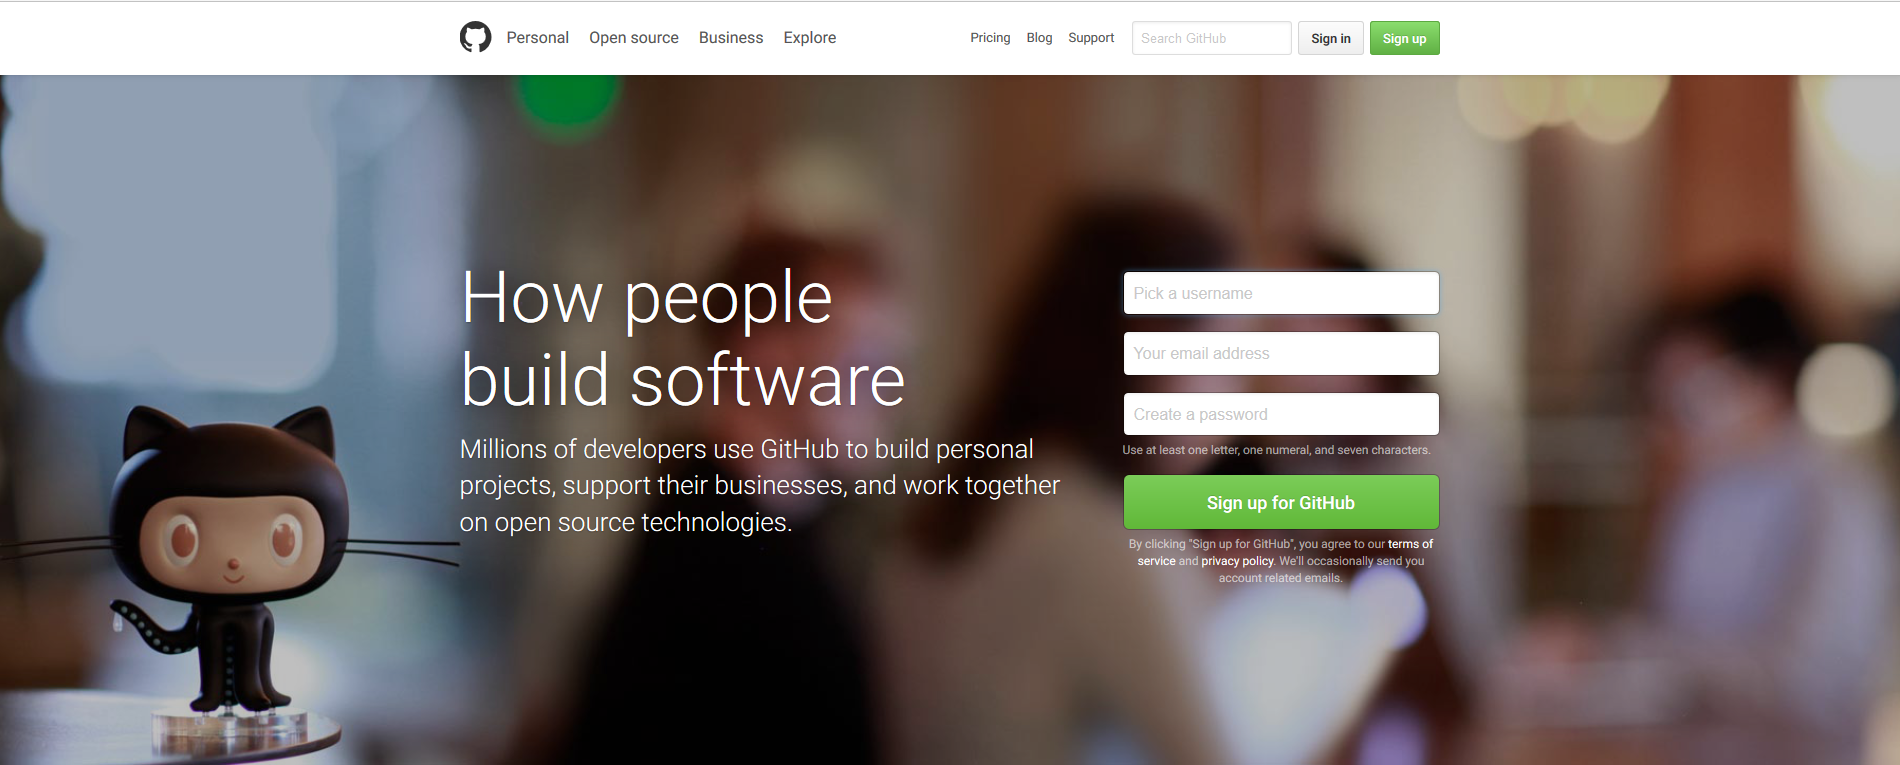 Personal Open source Business Explore Pricing Blog Support Search GitHub Sign in Sign up
How people
build software
Millions of developers use GitHub to build personal
projects, support their businesses, and work together
on open source technologies.
Pick a username
Your email address
Create a password
Use at least one letter, one numeral, and seven characters.
Sign up for GitHub
By clicking "Sign up for GitHub", you agree to our terms of
service and privacy policy. We'll occasionally send you
account related emails.